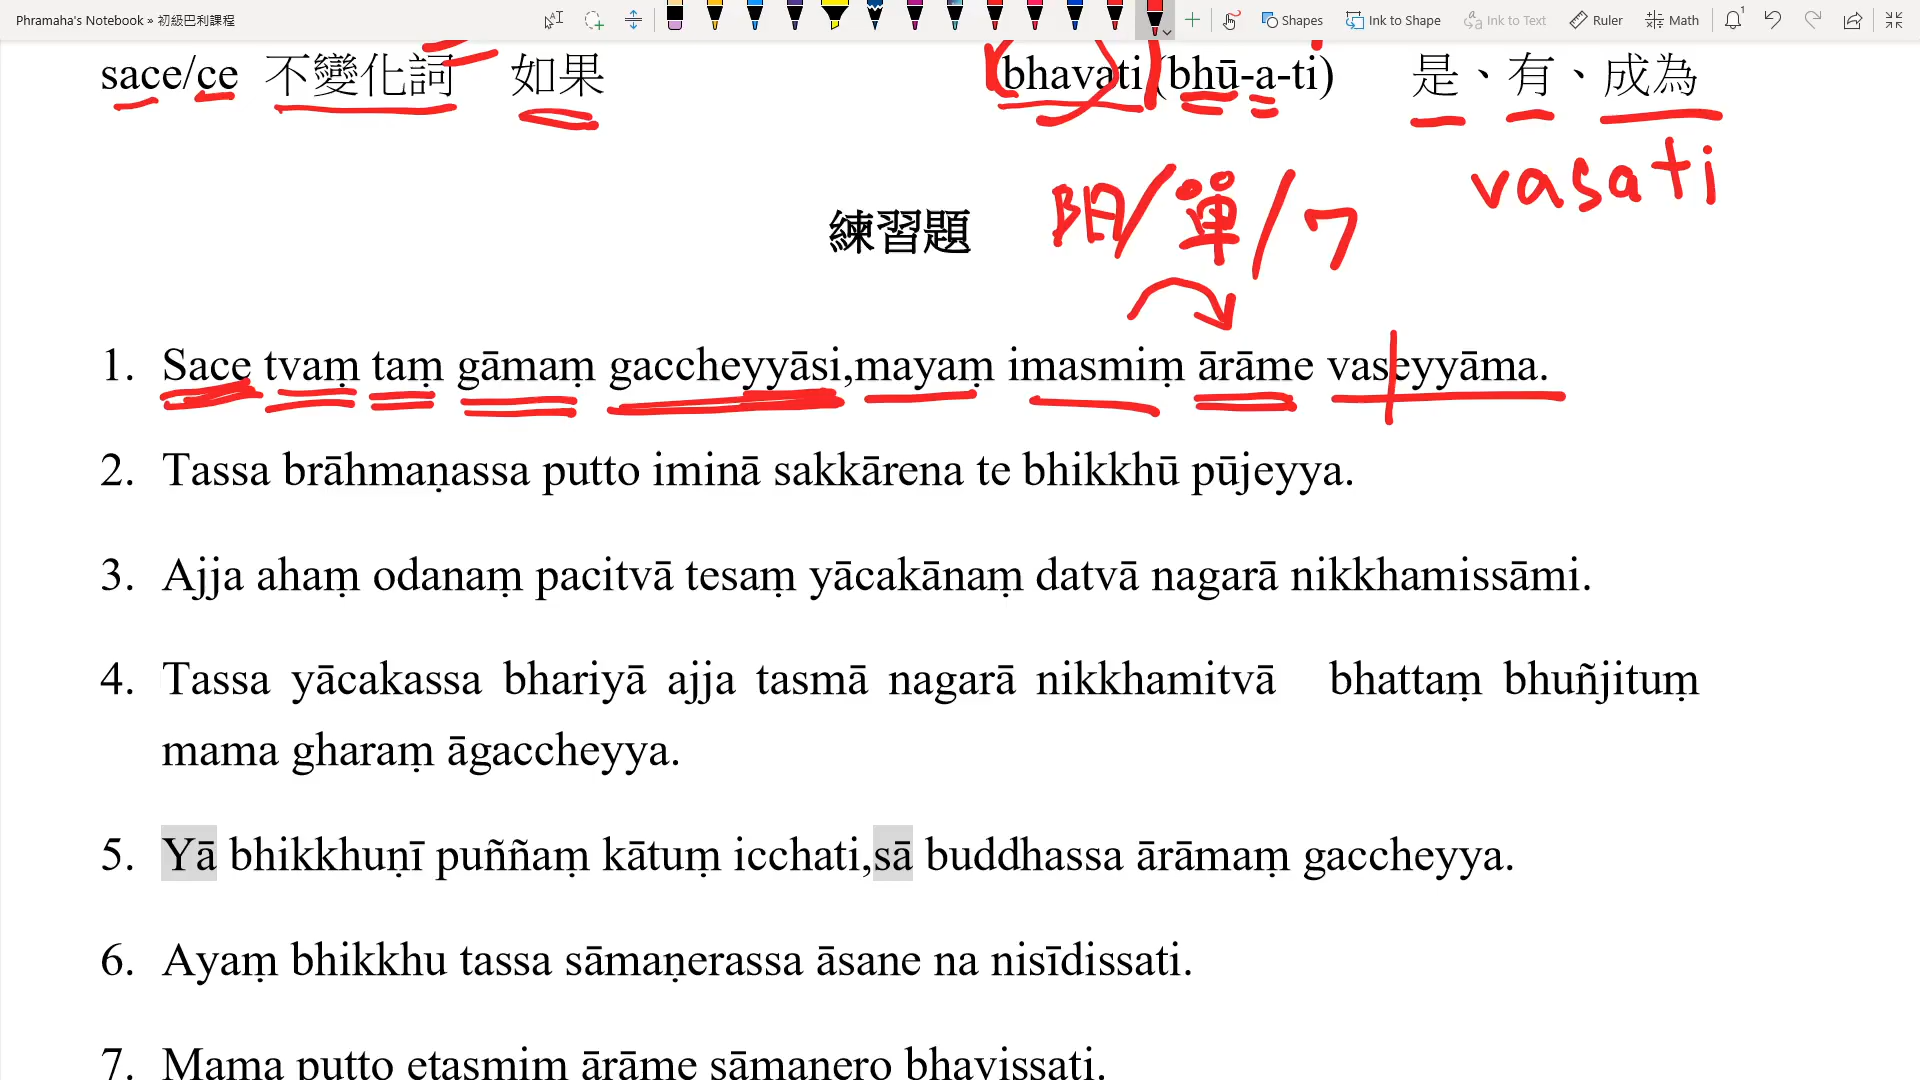 Phramaha's Notebook » 初級巴利課程 Shapes Ink to Shape Ink to Text Ruler Math 1
sace/ce 不變化詞 如果 bhavati (bhū-a-ti) 是、有、成為
vasati
練習題 陽/單/7
1. Sace tvaṃ taṃ gāmaṃ gaccheyyāsi,mayaṃ imasmiṃ ārāme vaseyyāma.
2. Tassa brāhmaṇassa putto iminā sakkārena te bhikkhū pūjeyya.
3. Ajja ahaṃ odanaṃ pacitvā tesaṃ yācakānaṃ datvā nagarā nikkhamissāmi.
4. Tassa yācakassa bhariyā ajja tasmā nagarā nikkhamitvā bhattaṃ bhuñjituṃ
mama gharaṃ āgaccheyya.
5. Yā bhikkhuṇī puññaṃ kātuṃ icchati,sā buddhassa ārāmaṃ gaccheyya.
6. Ayaṃ bhikkhu tassa sāmaṇerassa āsane na nisīdissati.
7. Mama putto etasmiṃ ārāme sāmaṇero bhavissati.